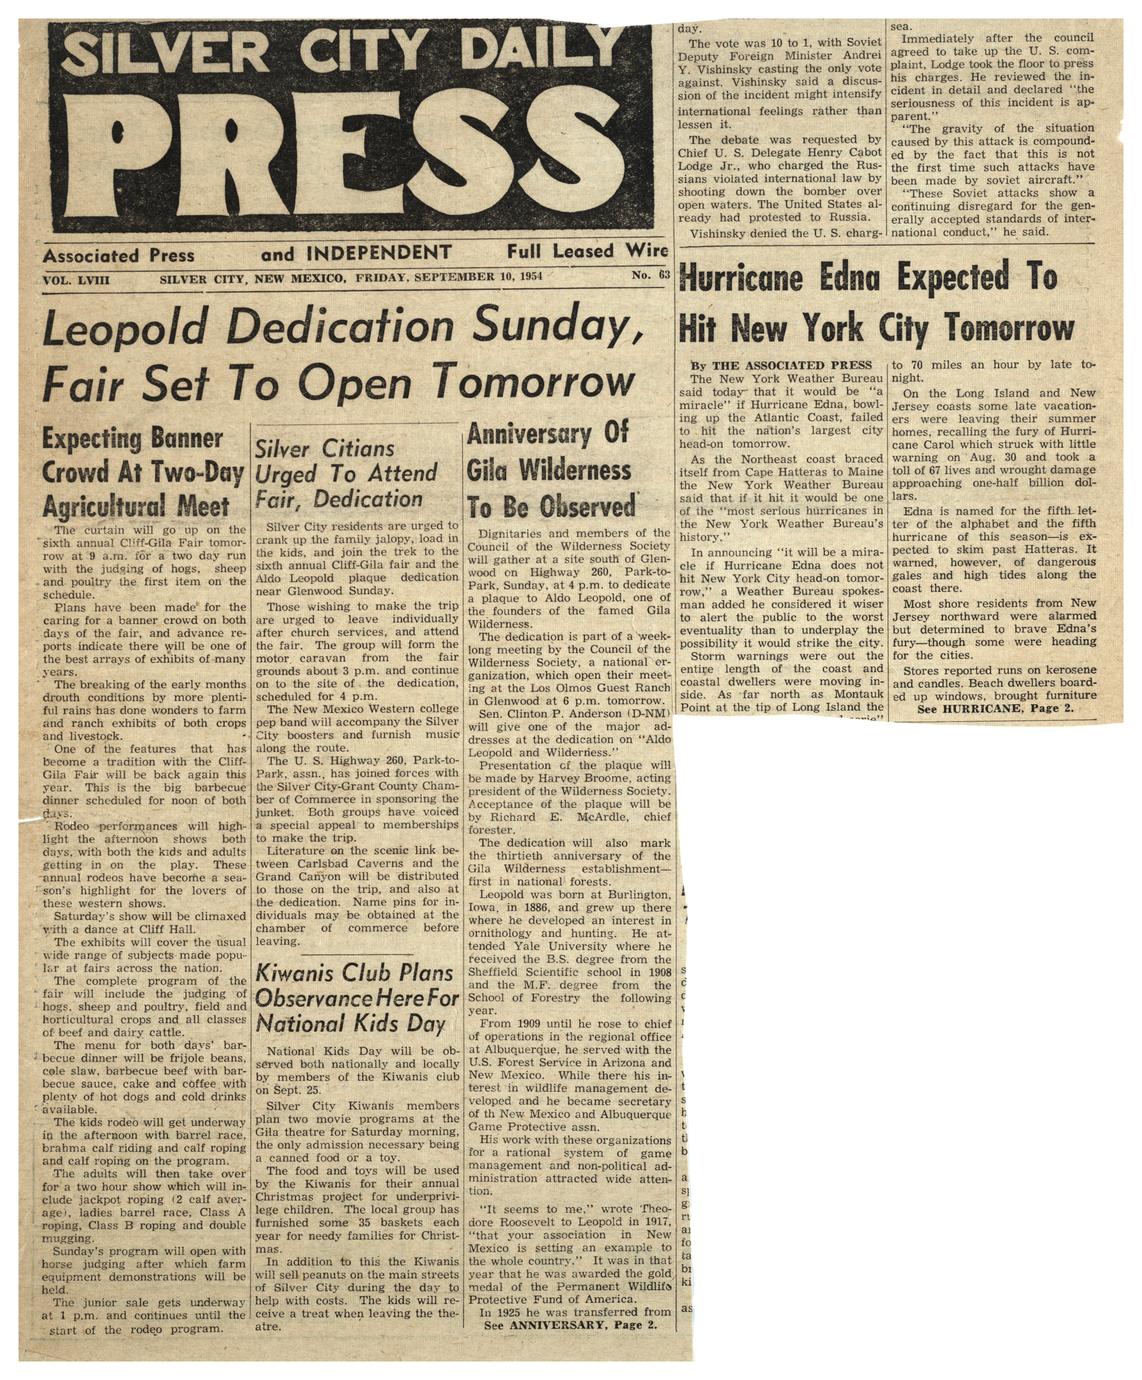 SILVER CITY DAILY
PRESS
Associated Press and INDEPENDENT Full Leased Wire
VOL. LVIII SILVER CITY, NEW MEXICO, FRIDAY, SEPTEMBER 10, 1954 No. 63
Leopold Dedication Sunday,
Fair Set To Open Tomorrow
Expecting Banner
Crowd At Two-Day
Agricultural Meet
The curtain will go up on the
sixth annual Cliff-Gila Fair tomor-
row at 9 a.m. for a two day run
with the judging of hogs, sheep
and poultry the first item on the
schedule.
Plans have been made for the
caring for a banner crowd on both
days of the fair, and advance re-
ports indicate there will be one of
the best arrays of exhibits of many
years.
The breaking of the early months
drouth conditions by more plenti-
ful rains has done wonders to farm
and ranch exhibits of both crops
and livestock.
One of the features that has
become a tradition with the Cliff-
Gila Fair will be back again this
year. This is the big barbecue
dinner scheduled for noon of both
days.
Rodeo performances will high-
light the afternoon shows both
days, with both the kids and adults
getting in on the play. These
annual rodeos have become a sea-
son's highlight for the lovers of
these western shows.
Saturday's show will be climaxed
with a dance at Cliff Hall.
The exhibits will cover the usual
wide range of subjects made popu-
lar at fairs across the nation.
The complete program of the
fair will include the judging of
hogs, sheep and poultry, field and
horticultural crops and all classes
of beef and dairy cattle.
The menu for both days' bar-
becue dinner will be frijole beans,
cole slaw, barbecue beef with bar-
becue sauce, cake and coffee with
plenty of hot dogs and cold drinks
available.
The kids rodeo will get underway
in the afternoon with barrel race,
brahma calf riding and calf roping
and calf roping on the program.
The adults will then take over
for a two hour show which will in-
clude jackpot roping (2 calf aver-
age), ladies barrel race, Class A
roping, Class B roping and double
mugging.
Sunday's program will open with
horse judging after which farm
equipment demonstrations will be
held.
The junior sale gets underway
at 1 p.m. and continues until the
start of the rodeo program.
Silver Citians
Urged To Attend
Fair, Dedication
Silver City residents are urged to
crank up the family jalopy, load in
the kids, and join the trek to the
sixth annual Cliff-Gila fair and the
Aldo Leopold plaque dedication
near Glenwood Sunday.
Those wishing to make the trip
are urged to leave individually
after church services, and attend
the fair. The group will form the
motor caravan from the fair
grounds about 3 p.m. and continue
on to the site of the dedication,
scheduled for 4 p.m.
The New Mexico Western college
pep band will accompany the Silver
City boosters and furnish music
along the route.
The U. S. Highway 260, Park-to-
Park, assn., has joined forces with
the Silver City-Grant County Cham-
ber of Commerce in sponsoring the
junket. Both groups have voiced
a special appeal to memberships
to make the trip.
Literature on the scenic link be-
tween Carlsbad Caverns and the
Grand Canyon will be distributed
to those on the trip, and also at
the dedication. Name pins for in-
dividuals may be obtained at the
chamber of commerce before
leaving.
Kiwanis Club Plans
Observance Here For
National Kids Day
National Kids Day will be ob-
served both nationally and locally
by members of the Kiwanis club
on Sept. 25.
Silver City Kiwanis members
plan two movie programs at the
Gila theatre for Saturday morning,
the only admission necessary being
a canned food or a toy.
The food and toys will be used
by the Kiwanis for their annual
Christmas project for underprivi-
lege children. The local group has
furnished some 35 baskets each
year for needy families for Christ-
mas.
In addition to this the Kiwanis
will sell peanuts on the main streets
of Silver City during the day to
help with costs. The kids will re-
ceive a treat when leaving the the-
atre.
Anniversary Of
Gila Wilderness
To Be Observed
Dignitaries and members of the
Council of the Wilderness Society
will gather at a site south of Glen-
wood on Highway 260, Park-to-
Park, Sunday, at 4 p.m. to dedicate
a plaque to Aldo Leopold, one of
the founders of the famed Gila
Wilderness.
The dedication is part of a week-
long meeting by the Council of the
Wilderness Society, a national er-
ganization, which open their meet-
ing at the Los Olmos Guest Ranch
in Glenwood at 6 p.m. tomorrow.
Sen. Clinton P. Anderson (D-NM)
will give one of the major ad-
dresses at the dedication on "Aldo
Leopold and Wilderness."
Presentation of the plaque will
be made by Harvey Broome, acting
president of the Wilderness Society.
Acceptance of the plaque will be
by Richard E. McArdle, chief
forester.
The dedication will also mark
the thirtieth anniversary of the
Gila Wilderness establishment—
first in national forests.
Leopold was born at Burlington,
Iowa, in 1886, and grew up there
where he developed an interest in
ornithology and hunting. He at-
tended Yale University where he
received the B.S. degree from the
Sheffield Scientific school in 1908
and the M.F. degree from the
School of Forestry the following
year.
From 1909 until he rose to chief
of operations in the regional office
at Albuquerque, he served with the
U.S. Forest Service in Arizona and
New Mexico. While there his in-
terest in wildlife management de-
veloped and he became secretary
of th New Mexico and Albuquerque
Game Protective assn.
His work with these organizations
for a rational system of game
management and non-political ad-
ministration attracted wide atten-
tion.
"It seems to me," wrote Theo-
dore Roosevelt to Leopold in 1917,
"that your association in New
Mexico is setting an example to
the whole country." It was in that
year that he was awarded the gold
medal of the Permanent Wildlife
Protective Fund of America.
In 1925 he was transferred from
See ANNIVERSARY, Page 2.
day.
The vote was 10 to 1, with Soviet
Deputy Foreign Minister Andrei
Y. Vishinsky casting the only vote
against. Vishinsky said a discus-
sion of the incident might intensify
international feelings rather than
lessen it.
The debate was requested by
Chief U. S. Delegate Henry Cabot
Lodge Jr., who charged the Rus-
sians violated international law by
shooting down the bomber over
open waters. The United States al-
ready had protested to Russia.
Vishinsky denied the U. S. charg-
sea.
Immediately after the council
agreed to take up the U. S. com-
plaint, Lodge took the floor to press
his charges. He reviewed the in-
cident in detail and declared "the
seriousness of this incident is ap-
parent."
"The gravity of the situation
caused by this attack is compound-
ed by the fact that this is not
the first time such attacks have
been made by soviet aircraft."
"These Soviet attacks show a
continuing disregard for the gen-
erally accepted standards of inter-
national conduct," he said.
Hurricane Edna Expected To
Hit New York City Tomorrow
By THE ASSOCIATED PRESS
The New York Weather Bureau
said today that it would be "a
miracle" if Hurricane Edna, bowl-
ing up the Atlantic Coast, failed
to hit the nation's largest city
head-on tomorrow.
As the Northeast coast braced
itself from Cape Hatteras to Maine
the New York Weather Bureau
said that if it hit it would be one
of the "most serious hurricanes in
the New York Weather Bureau's
history."
In announcing "it will be a mira-
cle if Hurricane Edna does not
hit New York City head-on tomor-
row," a Weather Bureau spokes-
man added he considered it wiser
to alert the public to the worst
eventuality than to underplay the
possibility it would strike the city.
Storm warnings were out the
entire length of the coast and
coastal dwellers were moving in-
side. As far north as Montauk
Point at the tip of Long Island the
to 70 miles an hour by late to-
night.
On the Long Island and New
Jersey coasts some late vacation-
ers were leaving their summer
homes, recalling the fury of Hurri-
cane Carol which struck with little
warning on Aug. 30 and took a
toll of 67 lives and wrought damage
approaching one-half billion dol-
lars.
Edna is named for the fifth let-
ter of the alphabet and the fifth
hurricane of this season—is ex-
pected to skim past Hatteras. It
warned, however, of dangerous
gales and high tides along the
coast there.
Most shore residents from New
Jersey northward were alarmed
but determined to brave Edna's
fury—though some were heading
for the cities.
Stores reported runs on kerosene
and candles. Beach dwellers board-
ed up windows, brought furniture
See HURRICANE, Page 2.